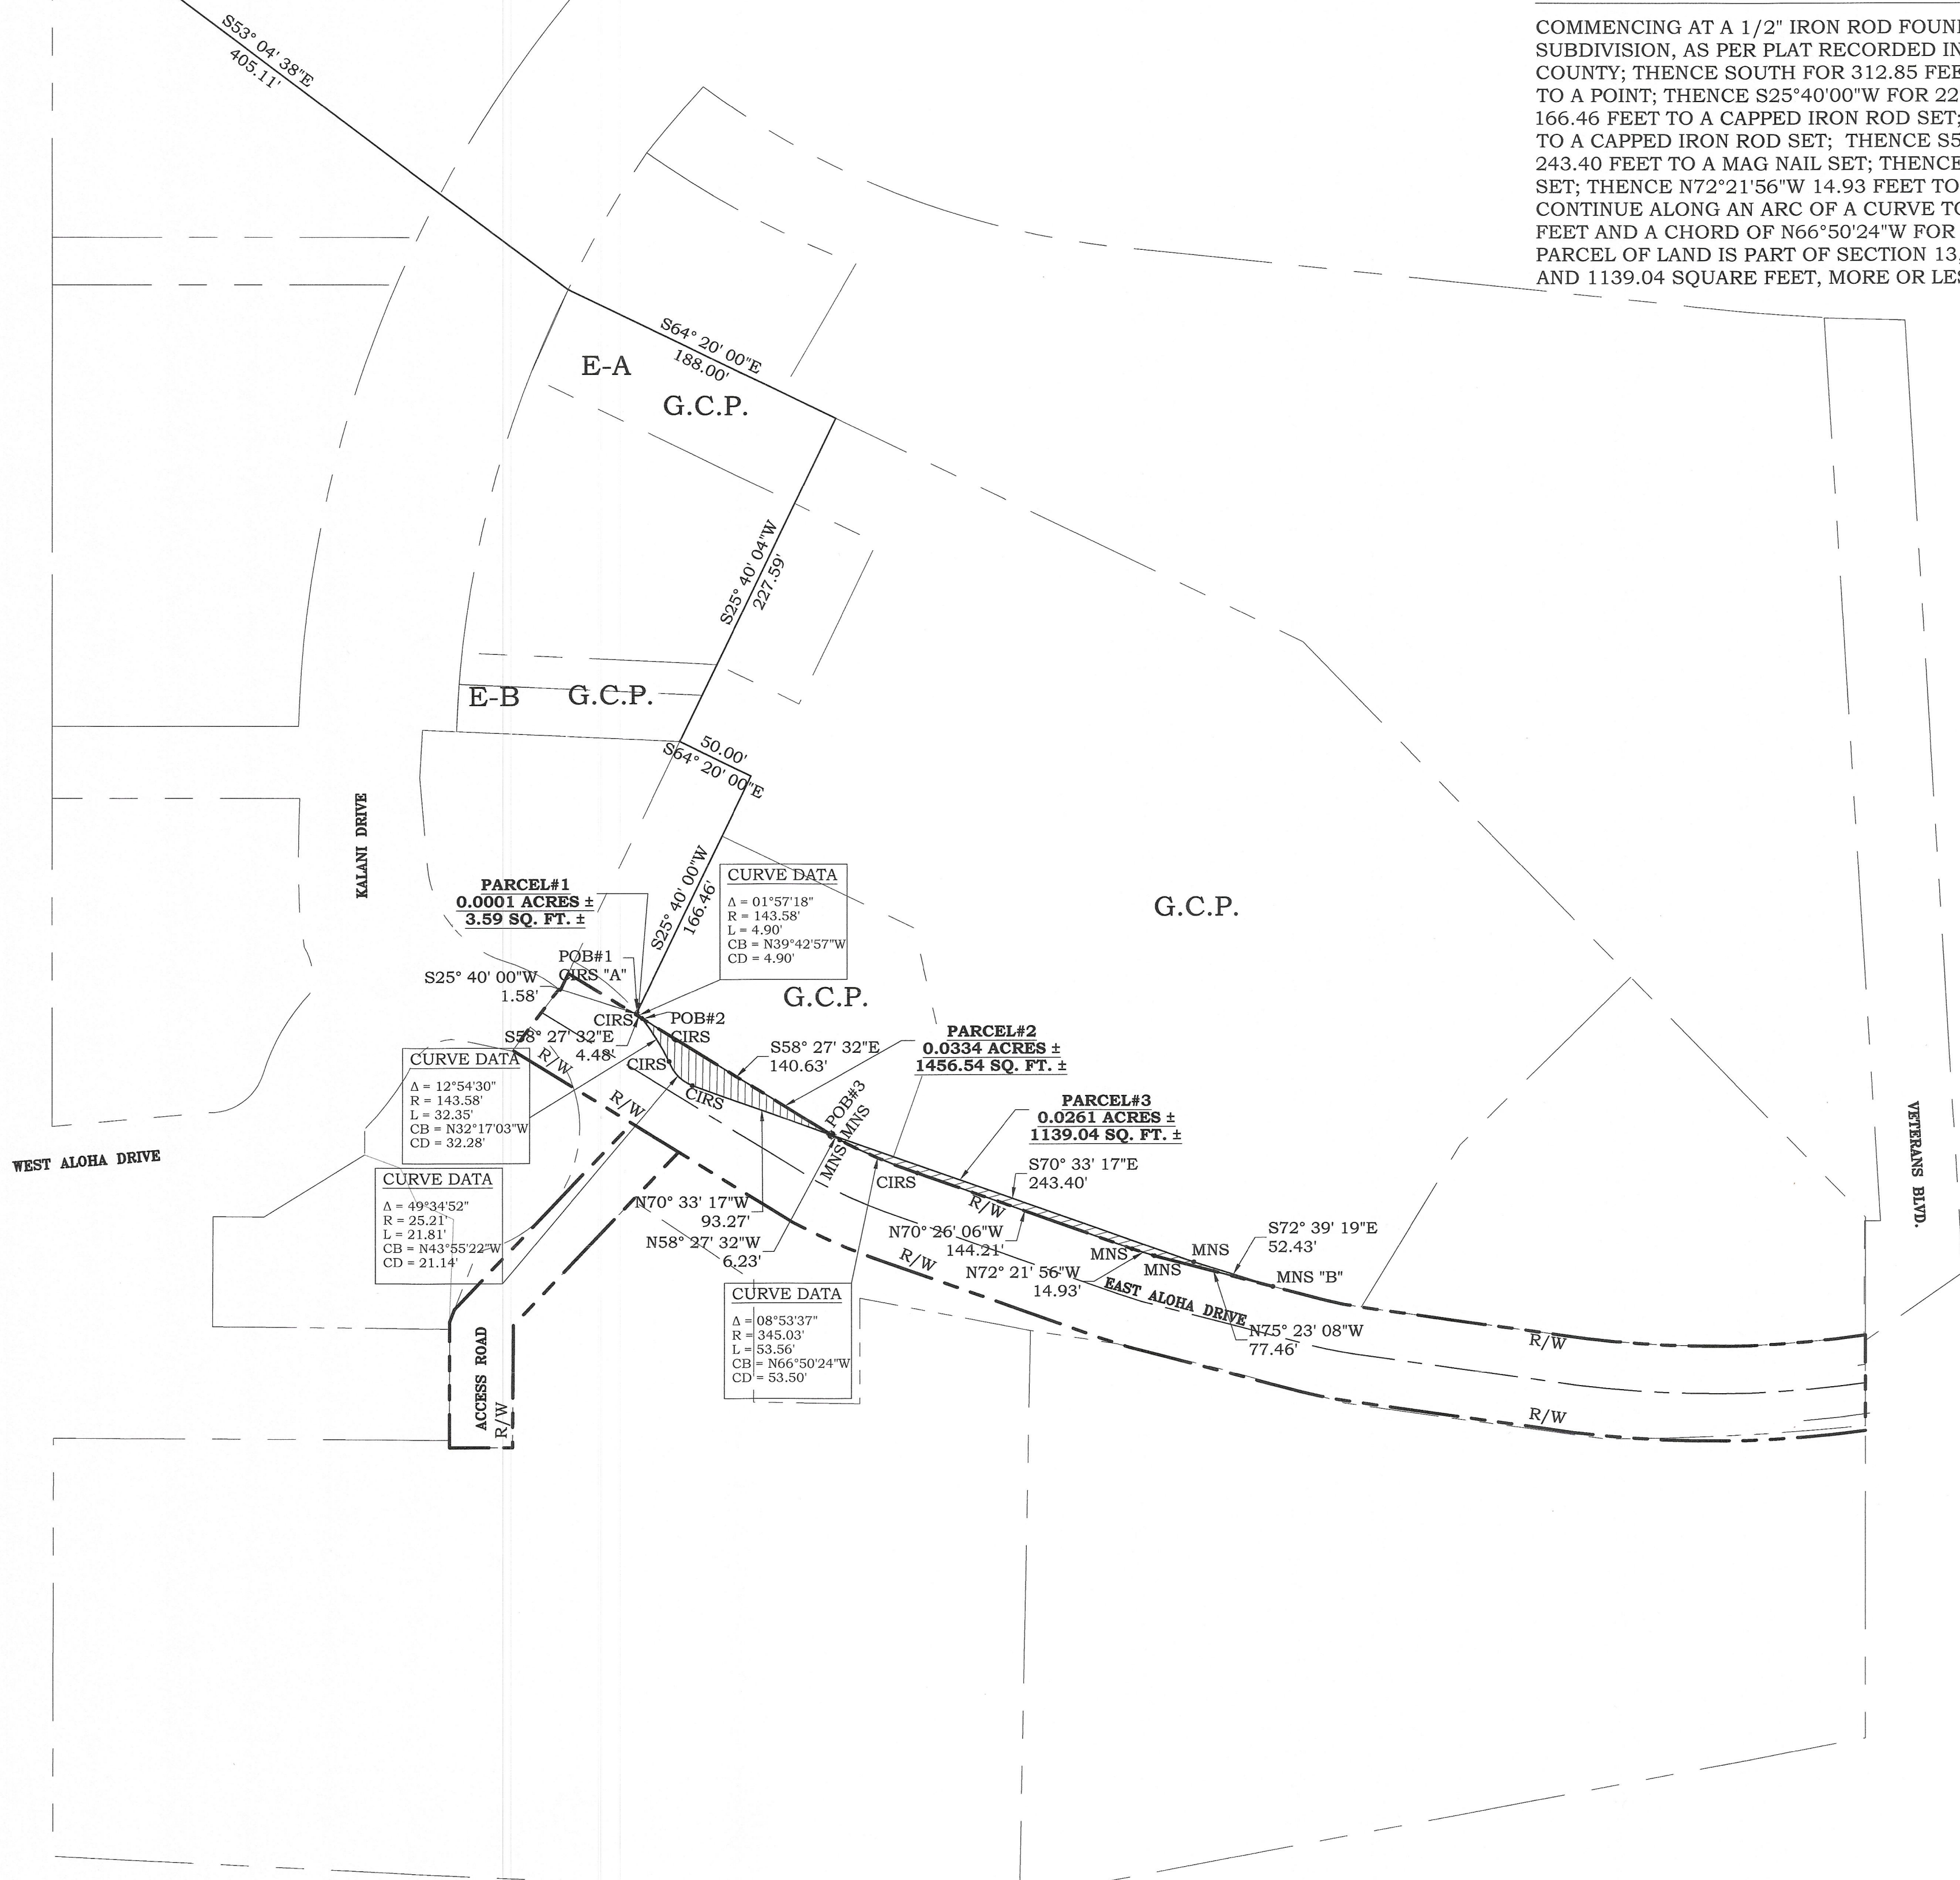 COMMENCING AT A 1/2" IRON ROD
SUBDIVISION, AS PER PLAT RECORDED
COUNTY; THENCE SOUTH FOR 312.85
TO A POINT; THENCE S25°40'00"W FOR
166.46 FEET TO A CAPPED IRON ROD SET;
TO A CAPPED IRON ROD SET; THENCE
243.40 FEET TO A MAG NAIL SET; THENCE
SET; THENCE N72°21'56"W 14.93 FEET TO
CONTINUE ALONG AN ARC OF A CURVE
FEET AND A CHORD OF N66°50'24"W FOR
PARCEL OF LAND IS PART OF SECTION 13,
AND 1139.04 SQUARE FEET, MORE OR
S53° 04' 38"E
405.11'
S64° 20' 00"E
188.00'
E-A
G.C.P.
S25° 40' 04"W
227.59'
E-B
G.C.P.
50.00'
S64° 20' 00"E
KALANI DRIVE
S25° 40' 00"W
166.46'
CURVE DATA
Δ = 01°57'18"
R = 143.58'
L = 4.90'
CB = N39°42'57"W
CD = 4.90'
PARCEL#1
0.0001 ACRES ±
3.59 SQ. FT. ±
G.C.P.
POB#1
CIRS "A"
S25° 40' 00"W
1.58'
G.C.P.
CIRS
POB#2
CIRS
S58° 27' 32"E
4.48'
R/W
CIRS
CIRS
R/W
S58° 27' 32"E
140.63'
PARCEL#2
0.0334 ACRES ±
1456.54 SQ. FT. ±
CURVE DATA
Δ = 12°54'30"
R = 143.58'
L = 32.35'
CB = N32°17'03"W
CD = 32.28'
POB#3
MNS
MNS
PARCEL#3
0.0261 ACRES ±
1139.04 SQ. FT. ±
S70° 33' 17"E
243.40'
WEST ALOHA DRIVE
VETERANS BLVD.
CURVE DATA
Δ = 49°34'52"
R = 25.21'
L = 21.81'
CB = N43°55'22"W
CD = 21.14'
CIRS
R/W
N70° 33' 17"W
93.27'
N58° 27' 32"W
6.23'
N70° 26' 06"W
144.21'
R/W
S72° 39' 19"E
52.43'
MNS
MNS
MNS
MNS "B"
N72° 21' 56"W
14.93'
EAST ALOHA DRIVE
CURVE DATA
Δ = 08°53'37"
R = 345.03'
L = 53.56'
CB = N66°50'24"W
CD = 53.50'
N75° 23' 08"W
77.46'
R/W
ACCESS ROAD
R/W
R/W